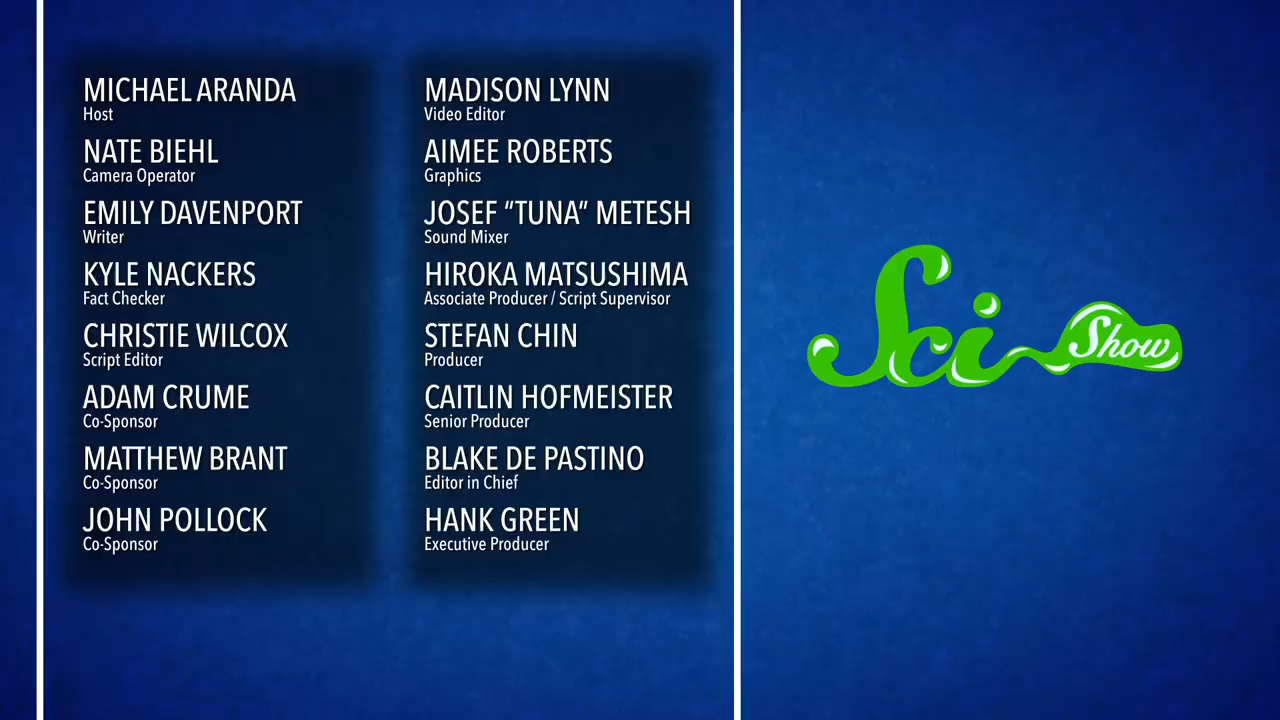 MICHAEL ARANDA
Host
NATE BIEHL
Camera Operator
EMILY DAVENPORT
Writer
KYLE NACKERS
Fact Checker
CHRISTIE WILCOX
Script Editor
ADAM CRUME
Co-Sponsor
MATTHEW BRANT
Co-Sponsor
JOHN POLLOCK
Co-Sponsor
MADISON LYNN
Video Editor
AIMEE ROBERTS
Graphics
JOSEF “TUNA” METESH
Sound Mixer
HIROKA MATSUSHIMA
Associate Producer / Script Supervisor
STEFAN CHIN
Producer
CAITLIN HOFMEISTER
Senior Producer
BLAKE DE PASTINO
Editor in Chief
HANK GREEN
Executive Producer
Sci Show